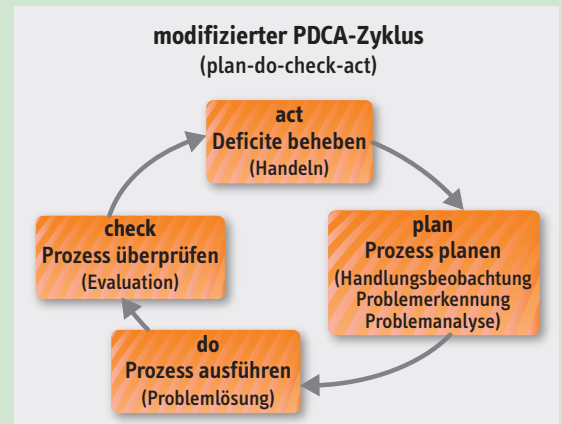 modifizierter PDCA-Zyklus
(plan-do-check-act)
act
Deficite beheben
(Handeln)
plan
Prozess planen
(Handlungsbeobachtung
Problemerkennung
Problemanalyse)
do
Prozess ausführen
(Problemlösung)
check
Prozess überprüfen
(Evaluation)